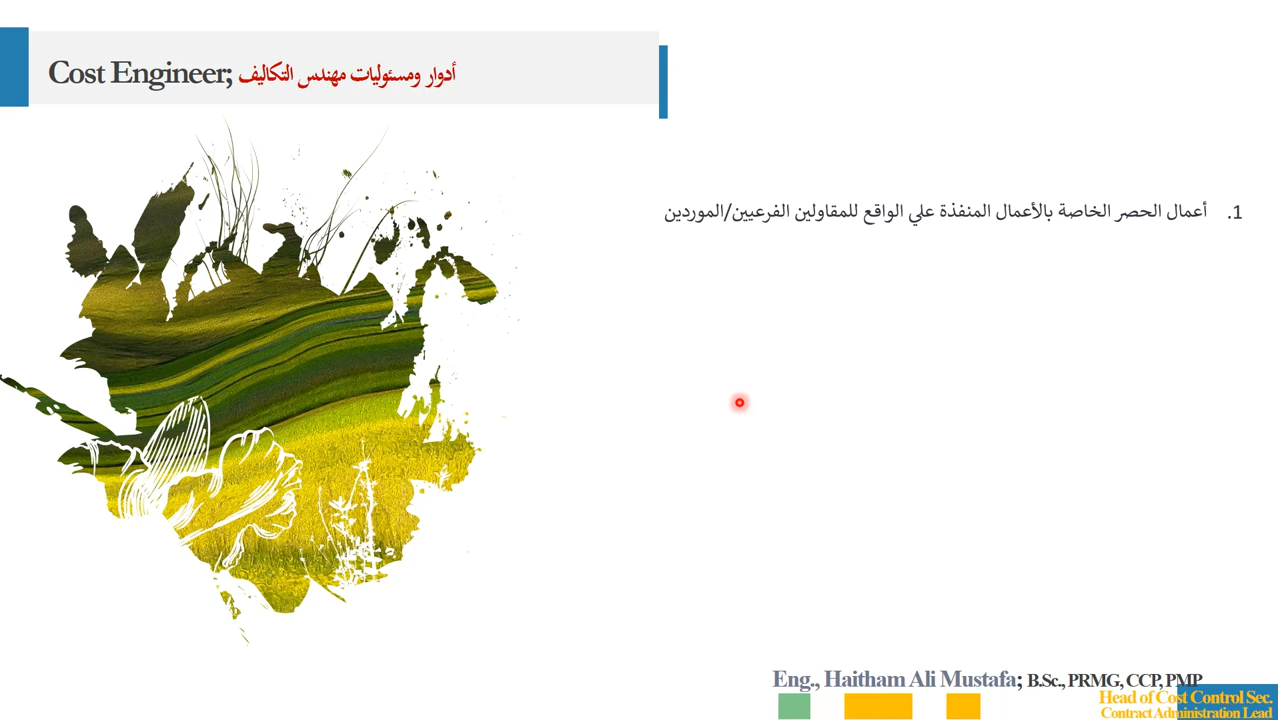 Cost Engineer; أدوار ومسئوليات مهندس التكاليف
1. أعمال الحصر الخاصة بالأعمال المنفذة علي الواقع للمقاولين الفرعيين/الموردين
Eng., Haitham Ali Mustafa; B.Sc., PRMG, CCP, PMP
Head of Cost Control Sec.
Contract Administration Lead